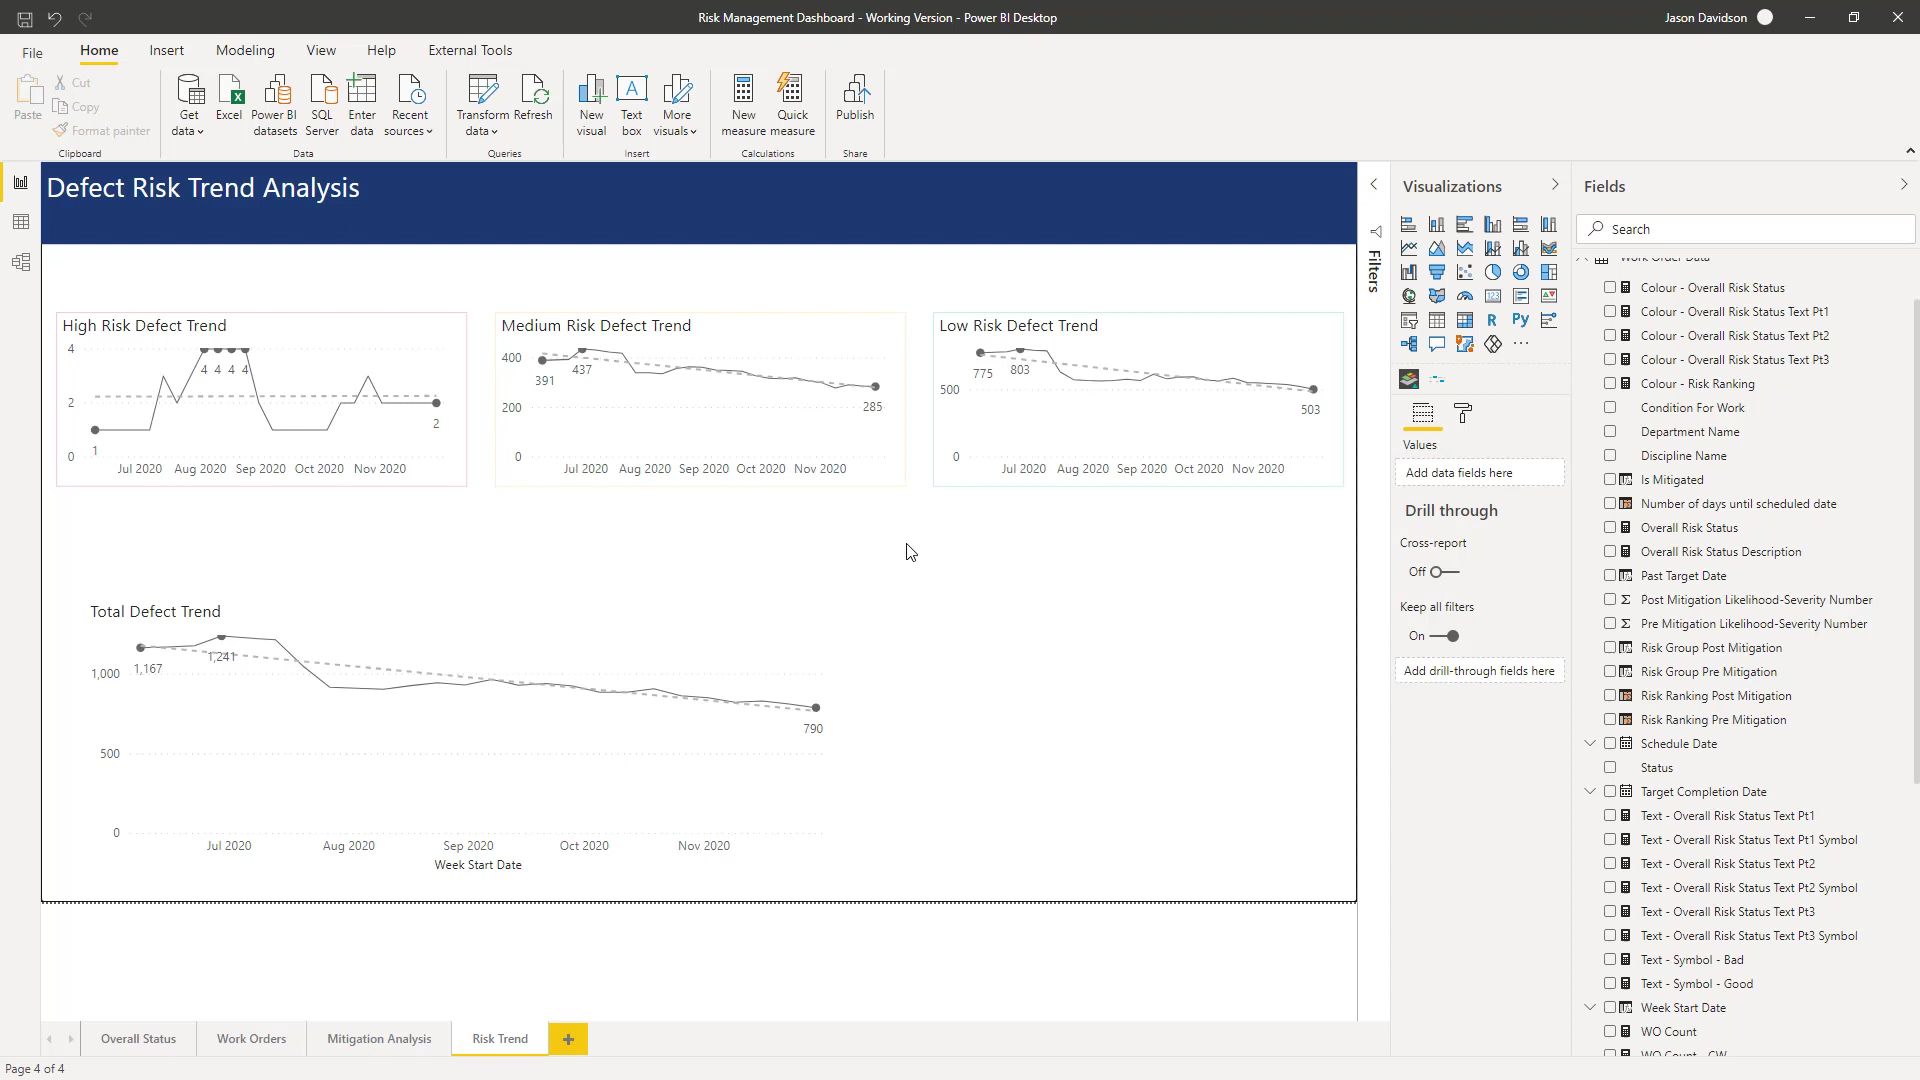 Risk Management Dashboard - Working Version - Power BI Desktop
Jason Davidson
File
Home
Insert
Modeling
View
Help
External Tools
Paste
Cut
Copy
Format painter
Clipboard
Get data
Excel
Power BI datasets
SQL Server
Enter data
Recent sources
Data
Transform data
Refresh
Queries
New visual
Text box
More visuals
Insert
New measure
Quick measure
Calculations
Publish
Share
Defect Risk Trend Analysis
High Risk Defect Trend
4
2
0
1
4 4 4 4
2
Jul 2020 Aug 2020 Sep 2020 Oct 2020 Nov 2020
Medium Risk Defect Trend
400
200
0
391
437
285
Jul 2020 Aug 2020 Sep 2020 Oct 2020 Nov 2020
Low Risk Defect Trend
500
0
775
803
503
Jul 2020 Aug 2020 Sep 2020 Oct 2020 Nov 2020
Total Defect Trend
1,000
500
0
1,167
1,241
790
Jul 2020 Aug 2020 Sep 2020 Oct 2020 Nov 2020
Week Start Date
Filters
Visualizations
123
R
Py
Values
Add data fields here
Drill through
Cross-report
Off
Keep all filters
On
Add drill-through fields here
Fields
Search
Work Order Data
Colour - Overall Risk Status
Colour - Overall Risk Status Text Pt1
Colour - Overall Risk Status Text Pt2
Colour - Overall Risk Status Text Pt3
Colour - Risk Ranking
Condition For Work
Department Name
Discipline Name
Is Mitigated
Number of days until scheduled date
Overall Risk Status
Overall Risk Status Description
Past Target Date
Post Mitigation Likelihood-Severity Number
Pre Mitigation Likelihood-Severity Number
Risk Group Post Mitigation
Risk Group Pre Mitigation
Risk Ranking Post Mitigation
Risk Ranking Pre Mitigation
Schedule Date
Status
Target Completion Date
Text - Overall Risk Status Text Pt1
Text - Overall Risk Status Text Pt1 Symbol
Text - Overall Risk Status Text Pt2
Text - Overall Risk Status Text Pt2 Symbol
Text - Overall Risk Status Text Pt3
Text - Overall Risk Status Text Pt3 Symbol
Text - Symbol - Bad
Text - Symbol - Good
Week Start Date
WO Count
WO Count - CW
Overall Status
Work Orders
Mitigation Analysis
Risk Trend
Page 4 of 4